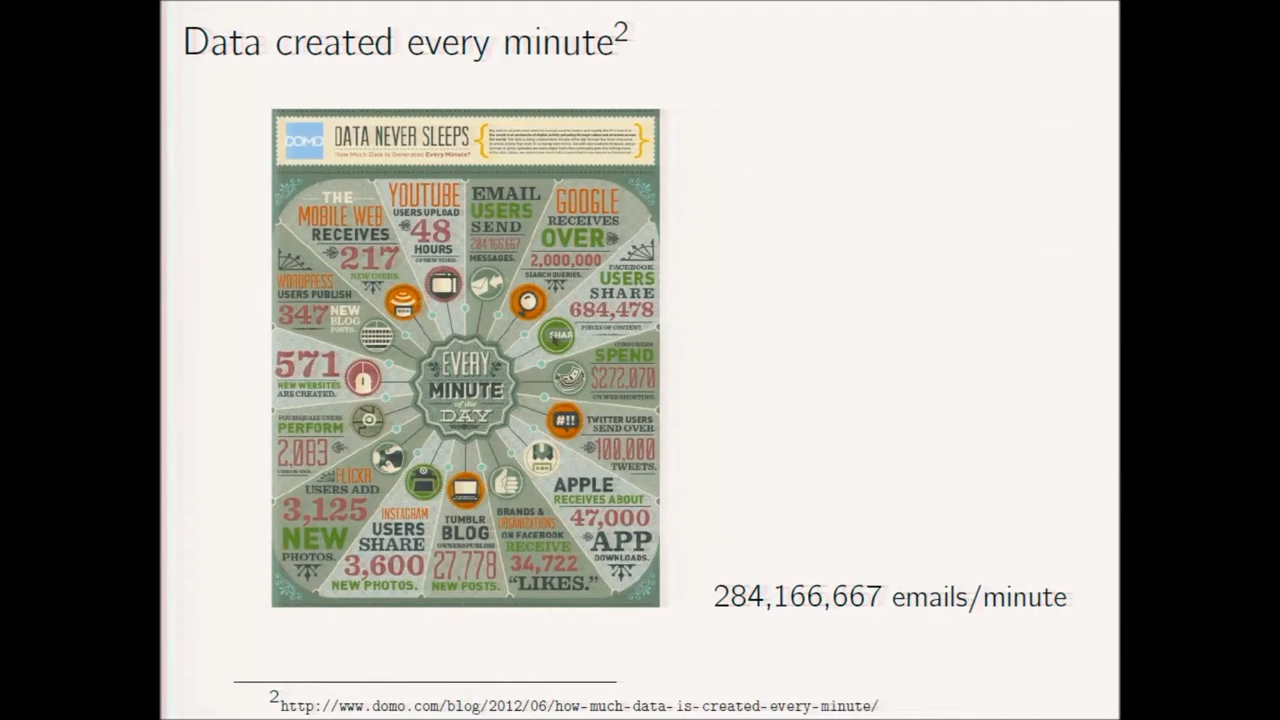 Data created every minute2
DOMO
DATA NEVER SLEEPS
How Much Data Is Generated Every Minute?
THE
MOBILE WEB
RECEIVES
217
NEW USERS.
YOUTUBE
USERS UPLOAD
48
HOURS
OF NEW VIDEO.
EMAIL
USERS
SEND
204,166,667
MESSAGES.
GOOGLE
RECEIVES
OVER
2,000,000
SEARCH QUERIES.
FACEBOOK
USERS
SHARE
684,478
PIECES OF CONTENT.
SHARE
CONSUMERS
SPEND
$272,070
ON WEB SHOPPING.
#!!
TWITTER USERS
SEND OVER
100,000
TWEETS.
APPLE
RECEIVES ABOUT
47,000
APP
DOWNLOADS.
BRANDS &
ORGANIZATIONS
ON FACEBOOK
RECEIVE
34,722
"LIKES."
TUMBLR
BLOG
OWNERS PUBLISH
27,778
NEW POSTS.
INSTAGRAM
USERS
SHARE
3,600
NEW PHOTOS.
FLICKR
USERS ADD
3,125
NEW
PHOTOS.
FOURSQUARE USERS
PERFORM
2,083
571
NEW WEBSITES
ARE CREATED.
WORDPRESS
USERS PUBLISH
347 NEW
BLOG
POSTS.
EVERY
MINUTE
of the
DAY
284,166,667 emails/minute
2http://www.domo.com/blog/2012/06/how-much-data-is-created-every-minute/